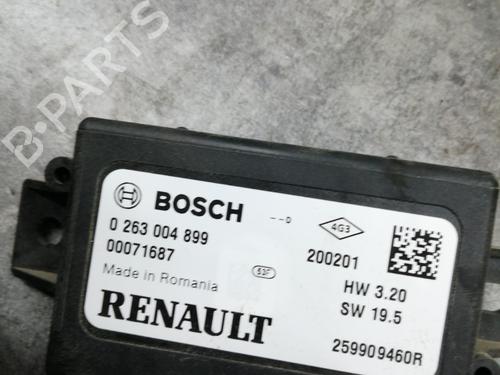 B-PARTS
BOSCH
--D
4G3
0 263 004 899
200201
00071687
HW 3.20
Made in Romania
SW 19.5
RENAULT
259909460R